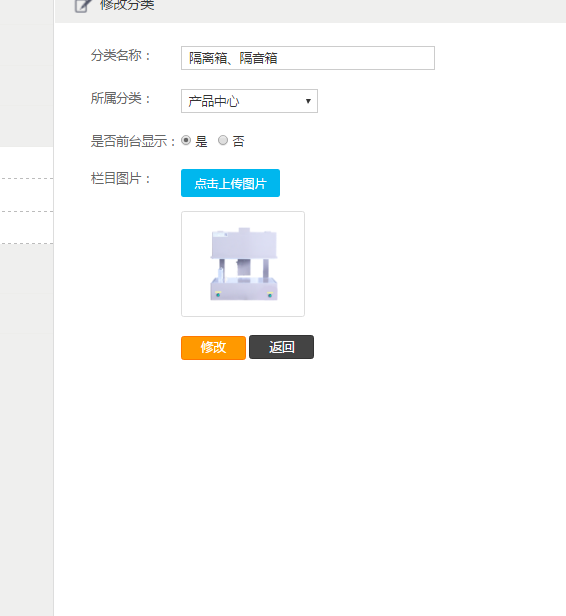 修改分类
分类名称： 隔离箱、隔音箱
所属分类： 产品中心
是否前台显示： 是 否
栏目图片： 点击上传图片
修改 返回